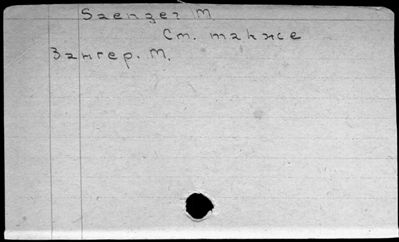 Saenger M
См. также
Зангер. М.